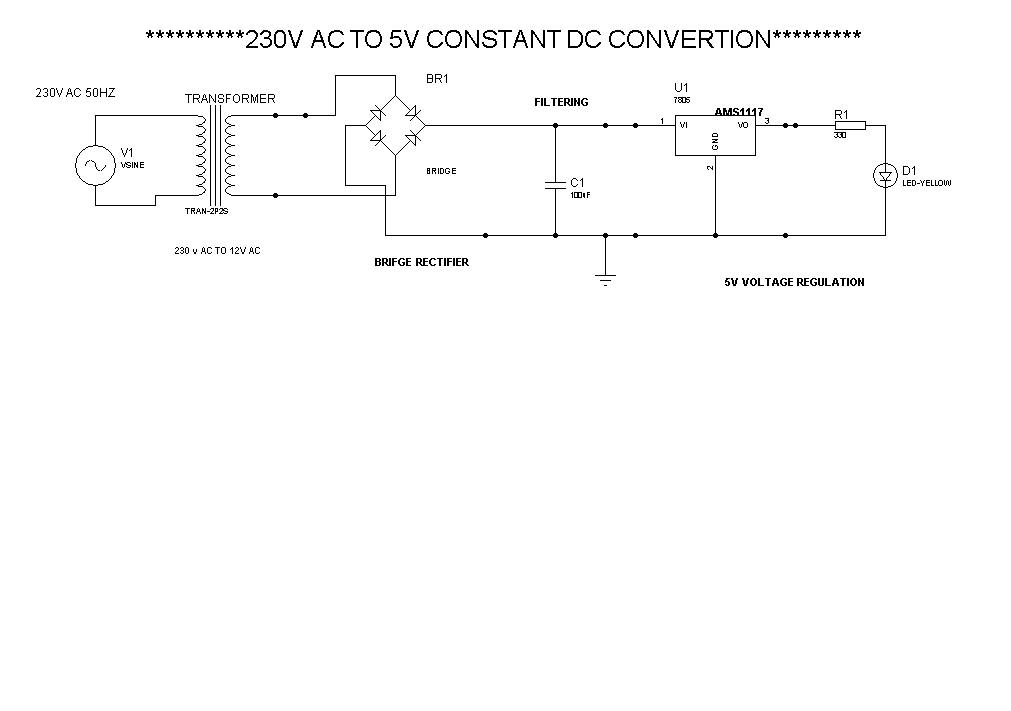 **********230V AC TO 5V CONSTANT DC CONVERTION*********
230V AC 50HZ
TRANSFORMER
V1
VSINE
TRAN-2P2S
230 v AC TO 12V AC
BR1
BRIDGE
BRIFGE RECTIFIER
FILTERING
C1
100nF
U1
7805
AMS1117
1
VI
VO
3
GND
2
R1
330
D1
LED-YELLOW
5V VOLTAGE REGULATION